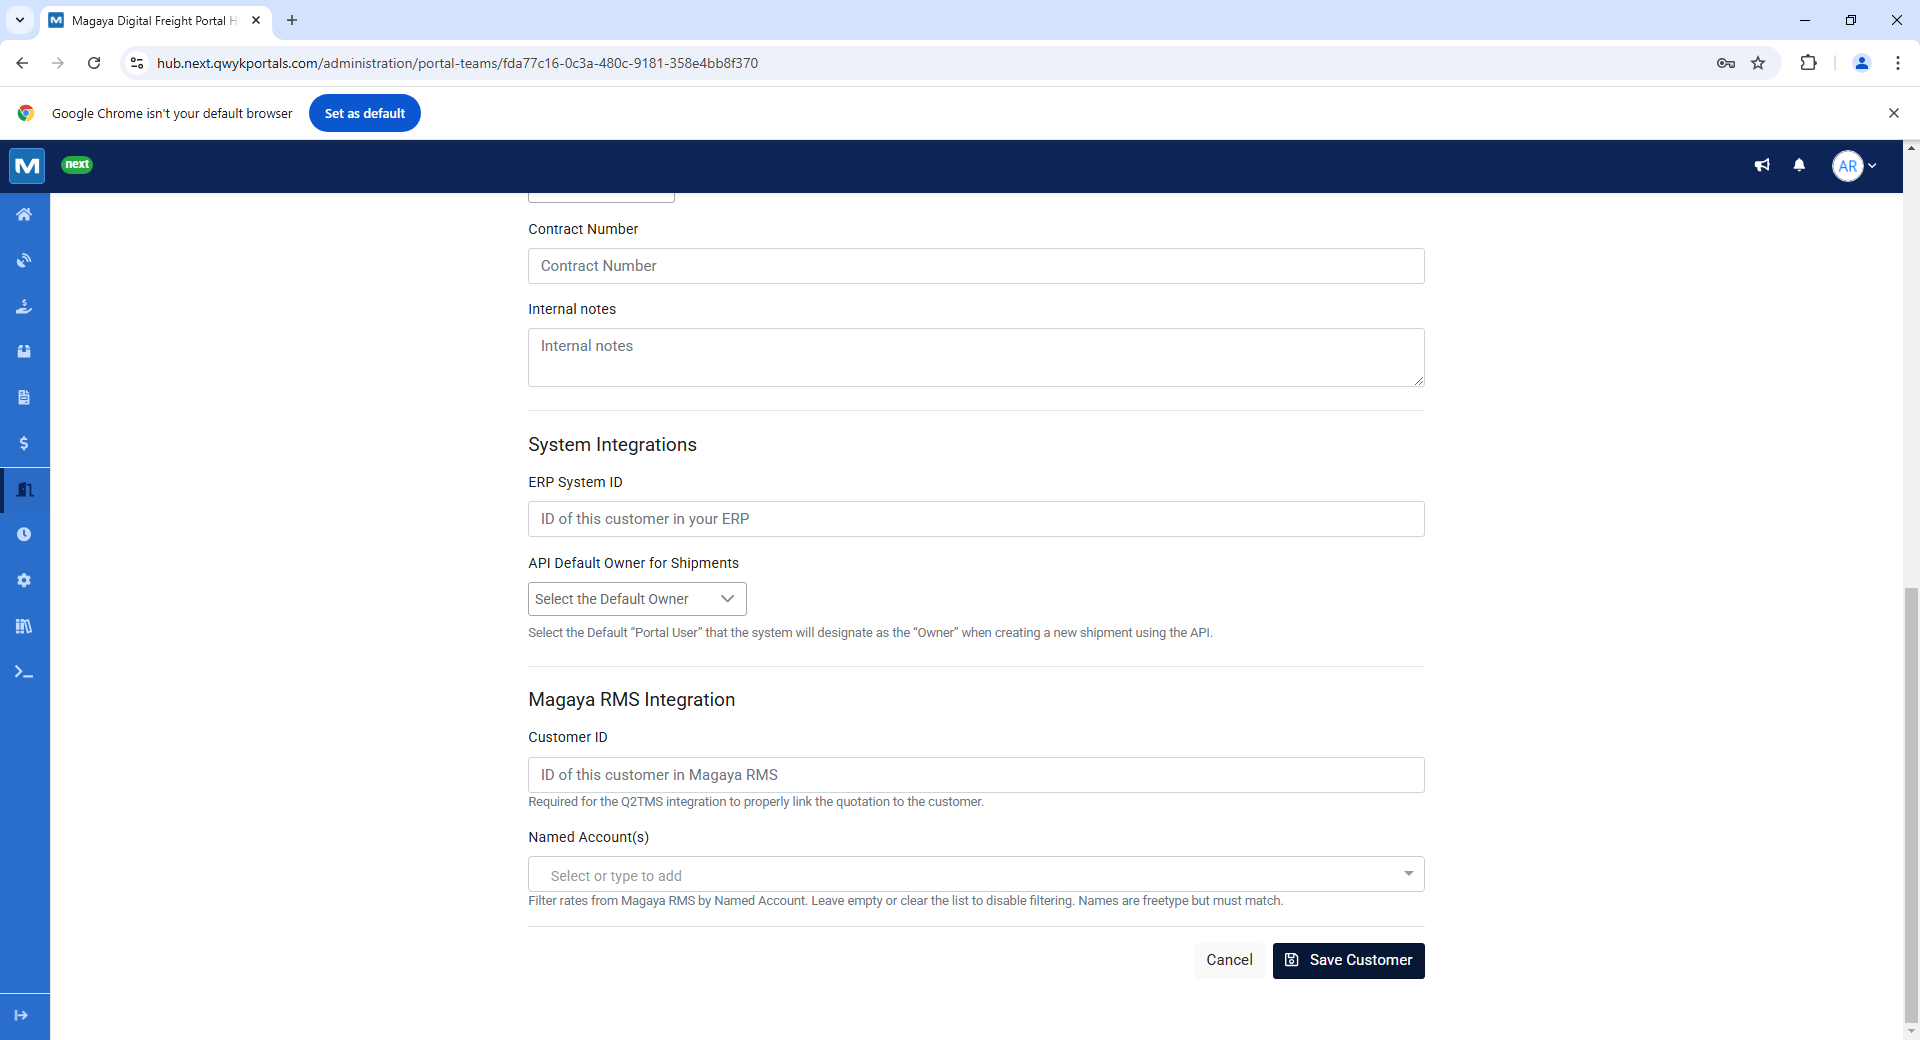 Magaya Digital Freight Portal H
hub.next.qwykportals.com/administration/portal-teams/fda77c16-0c3a-480c-9181-358e4bb8f370
Google Chrome isn't your default browser
Set as default
next
AR
Contract Number
Contract Number
Internal notes
Internal notes
System Integrations
ERP System ID
ID of this customer in your ERP
API Default Owner for Shipments
Select the Default Owner
Select the Default “Portal User” that the system will designate as the “Owner” when creating a new shipment using the API.
Magaya RMS Integration
Customer ID
ID of this customer in Magaya RMS
Required for the Q2TMS integration to properly link the quotation to the customer.
Named Account(s)
Select or type to add
Filter rates from Magaya RMS by Named Account. Leave empty or clear the list to disable filtering. Names are freetype but must match.
Cancel
Save Customer